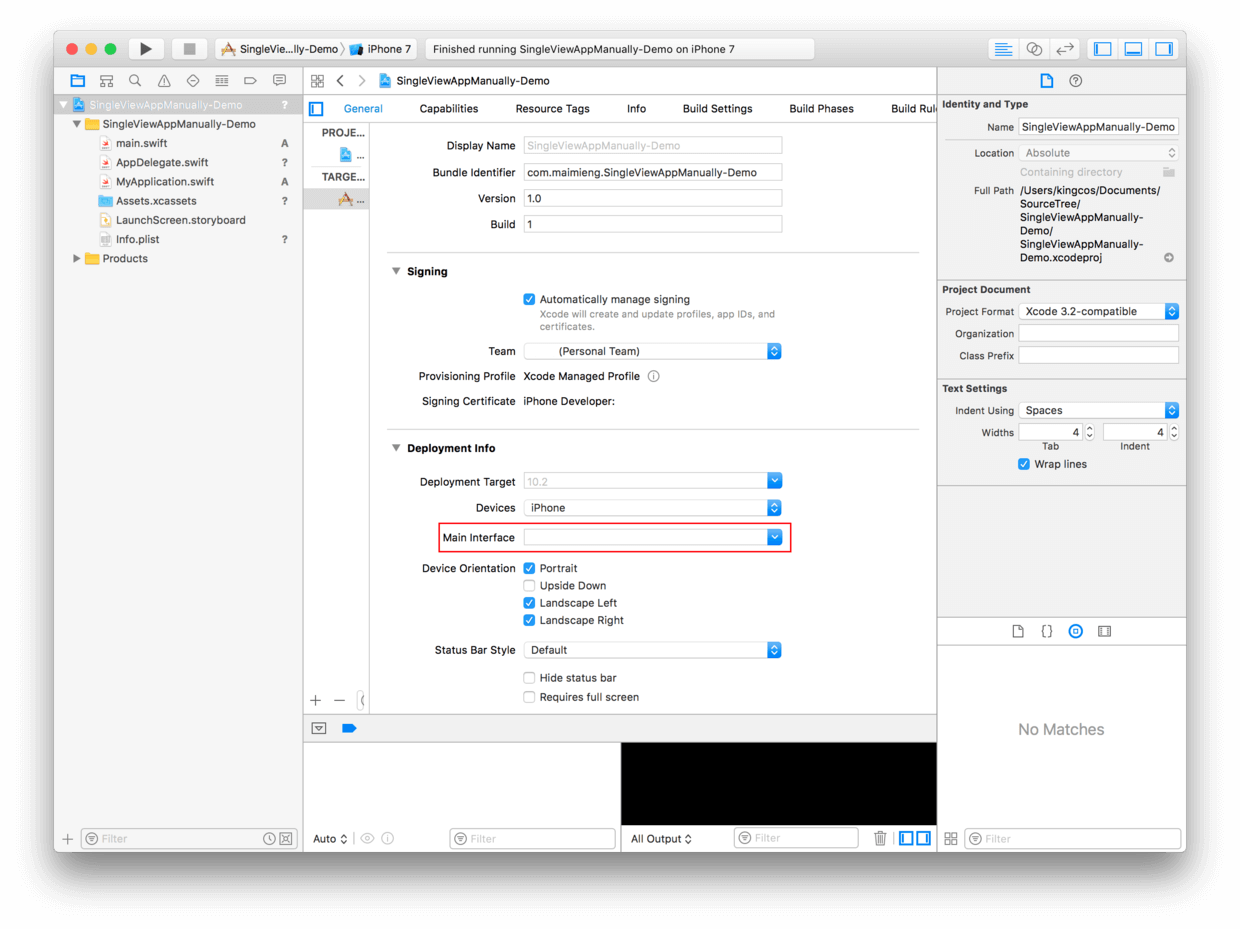 SingleVie...lly-Demo
iPhone 7
Finished running SingleViewAppManually-Demo on iPhone 7
SingleViewAppManually-Demo
SingleViewAppManually-Demo ?
SingleViewAppManually-Demo
main.swift A
AppDelegate.swift ?
MyApplication.swift A
Assets.xcassets ?
LaunchScreen.storyboard
Info.plist ?
Products
Filter
General Capabilities Resource Tags Info Build Settings Build Phases Build Rul
PROJE...
...
TARGE...
...
Display Name SingleViewAppManually-Demo
Bundle Identifier com.maimieng.SingleViewAppManually-Demo
Version 1.0
Build 1
Signing
Automatically manage signing
Xcode will create and update profiles, app IDs, and
certificates.
Team (Personal Team)
Provisioning Profile Xcode Managed Profile
Signing Certificate iPhone Developer:
Deployment Info
Deployment Target 10.2
Devices iPhone
Main Interface
Device Orientation Portrait
Upside Down
Landscape Left
Landscape Right
Status Bar Style Default
Hide status bar
Requires full screen
Auto
Filter
All Output
Filter
Identity and Type
Name SingleViewAppManually-Demo
Location Absolute
Containing directory
Full Path /Users/kingcos/Documents/
SourceTree/
SingleViewAppManually-
Demo/
SingleViewAppManually-
Demo.xcodeproj
Project Document
Project Format Xcode 3.2-compatible
Organization
Class Prefix
Text Settings
Indent Using Spaces
Widths 4 4
Tab Indent
Wrap lines
{}
No Matches
Filter